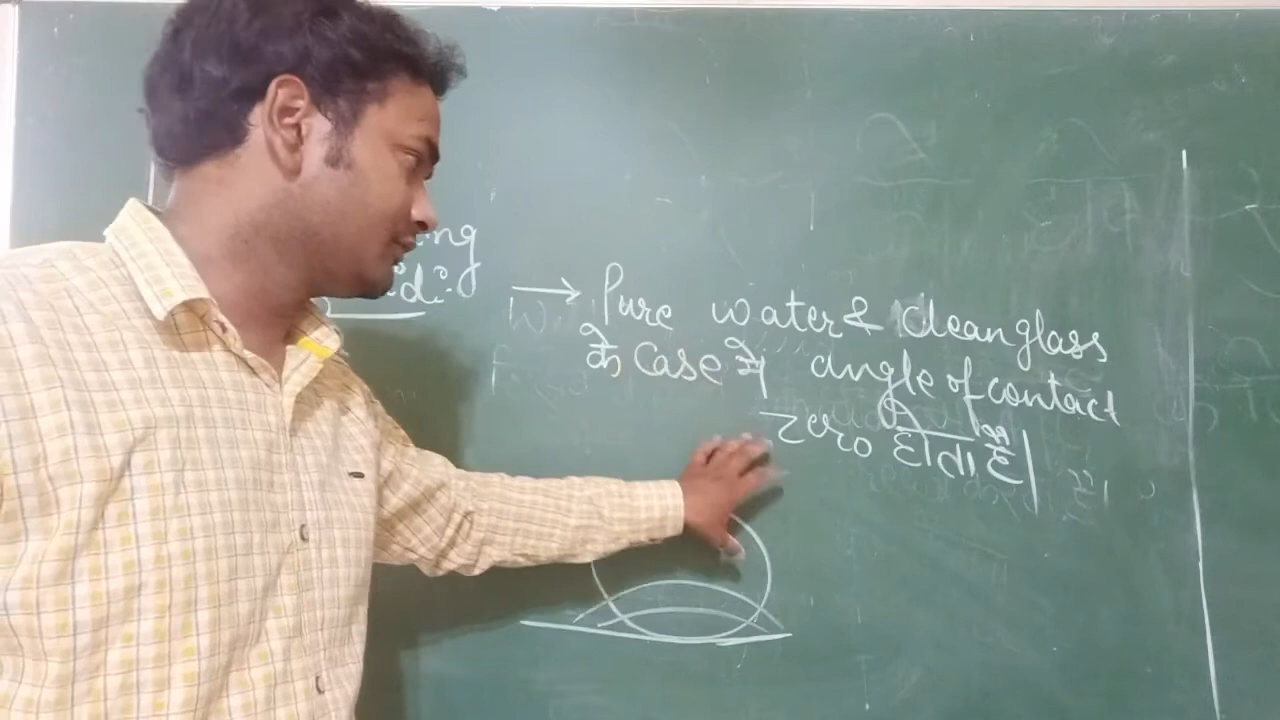 Pure water & clean glass
के case में angle of contact
zero होता है|